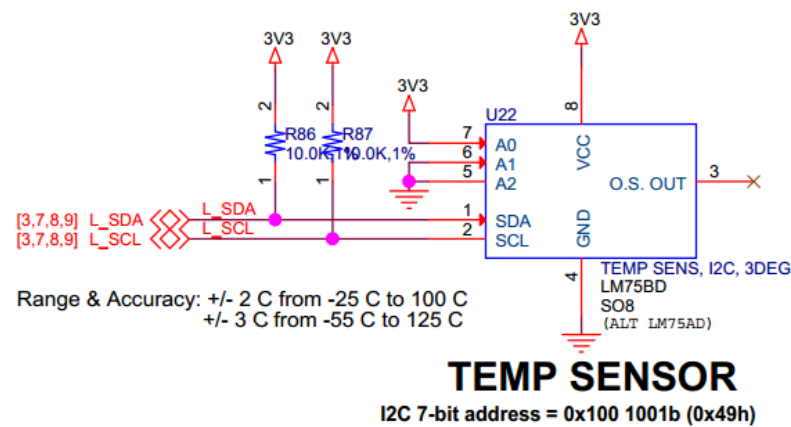 3V3
3V3
3V3
3V3
2
2
8
U22
R86
R87
10.0K,1%
10.0K,1%
7
A0
6
A1
5
A2
VCC
O.S. OUT
3
1
1
[3,7,8,9] L_SDA
L_SDA
1
SDA
[3,7,8,9] L_SCL
L_SCL
2
SCL
GND
4
TEMP SENS, I2C, 3DEG
LM75BD
SO8
(ALT LM75AD)
Range & Accuracy: +/- 2 C from -25 C to 100 C
+/- 3 C from -55 C to 125 C
TEMP SENSOR
I2C 7-bit address = 0x100 1001b (0x49h)